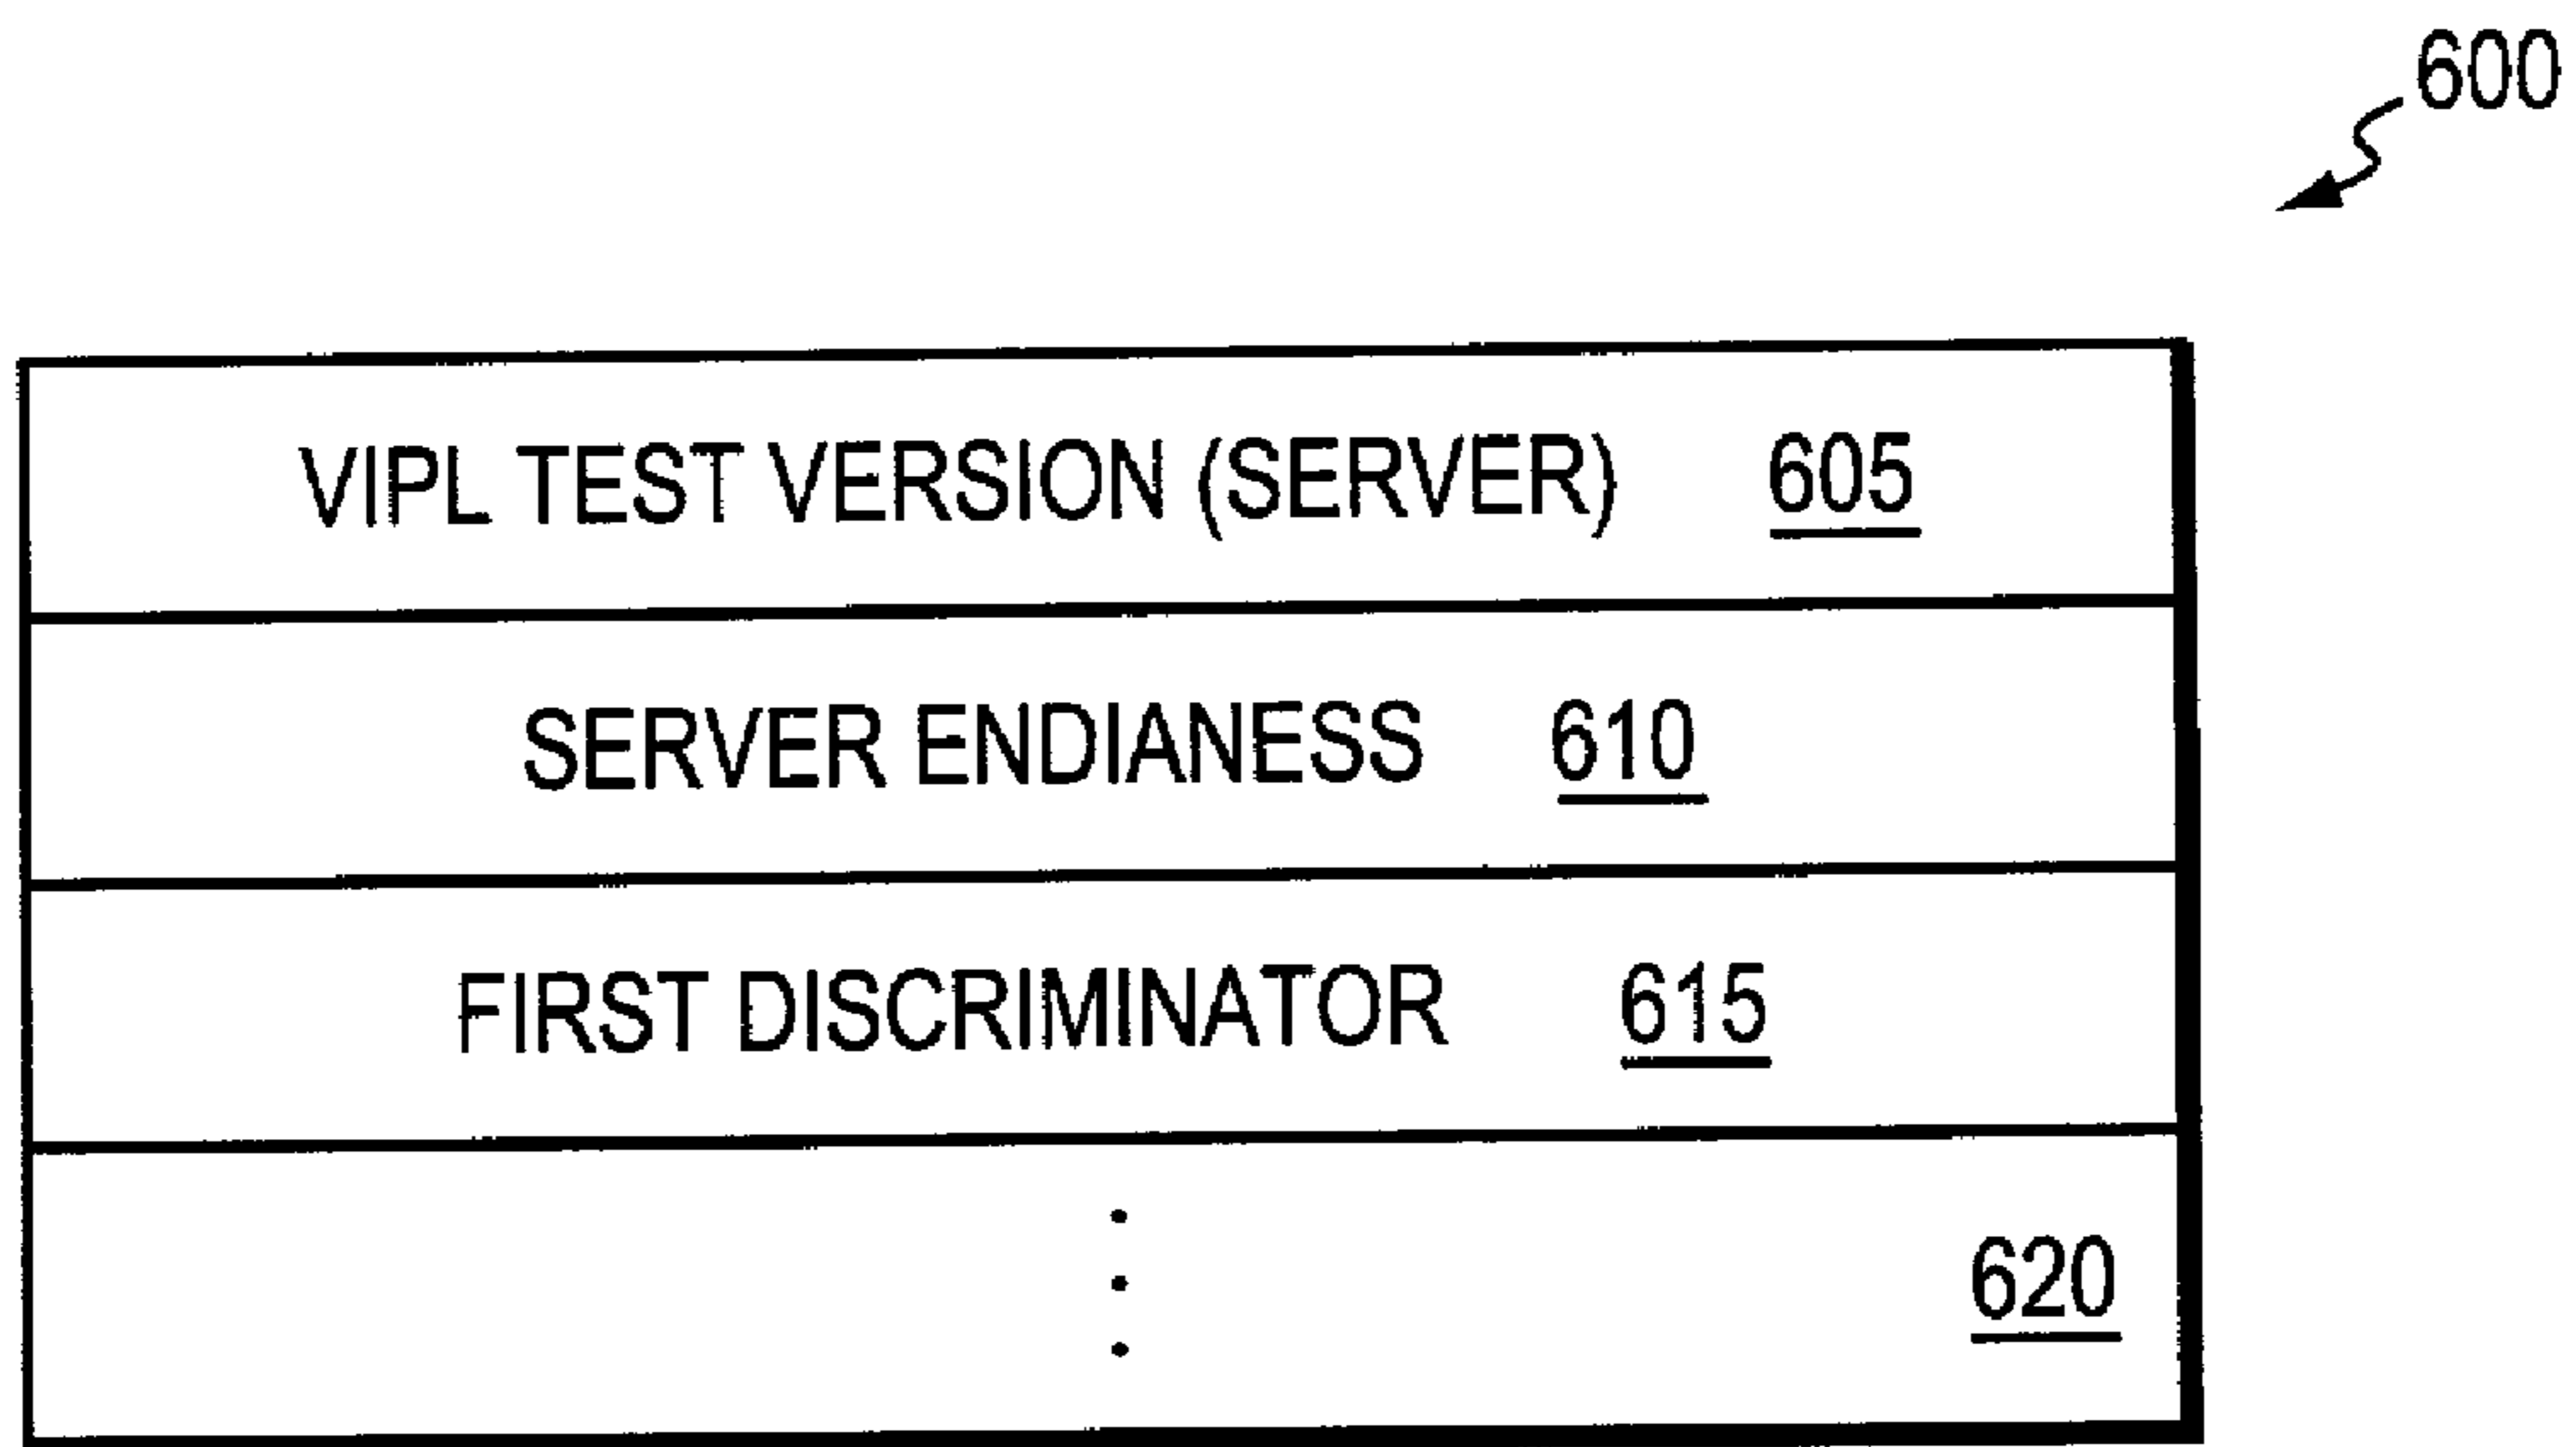 600
VIPL TEST VERSION (SERVER) 605
SERVER ENDIANESS 610
FIRST DISCRIMINATOR 615
620